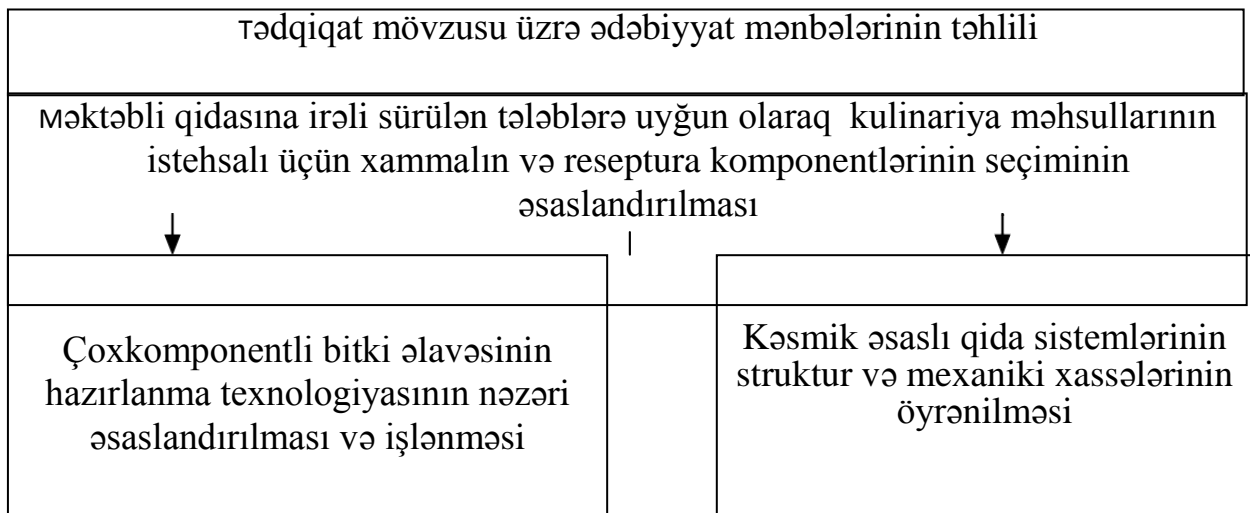 Tədqiqat mövzusu üzrə ədəbiyyat mənbələrinin təhlili
Məktəbli qidasına irəli sürülən tələblərə uyğun olaraq kulinariya məhsullarının
istehsalı üçün xammalın və reseptura komponentlərinin seçiminin
əsaslandırılması
Çoxkomponentli bitki əlavəsinin
hazırlanma texnologiyasının nəzəri
əsaslandırılması və işlənməsi
Kəsmik əsaslı qida sistemlərinin
struktur və mexaniki xassələrinin
öyrənilməsi